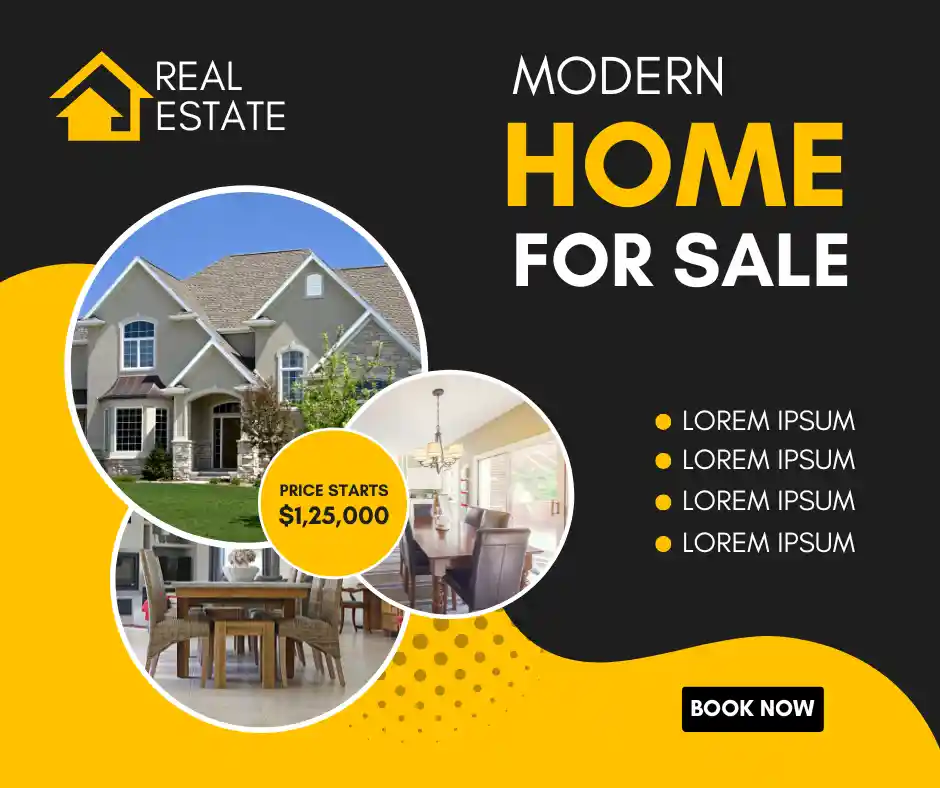 REAL
ESTATE
MODERN
HOME
FOR SALE
PRICE STARTS
$1,25,000
LOREM IPSUM
LOREM IPSUM
LOREM IPSUM
LOREM IPSUM
BOOK NOW